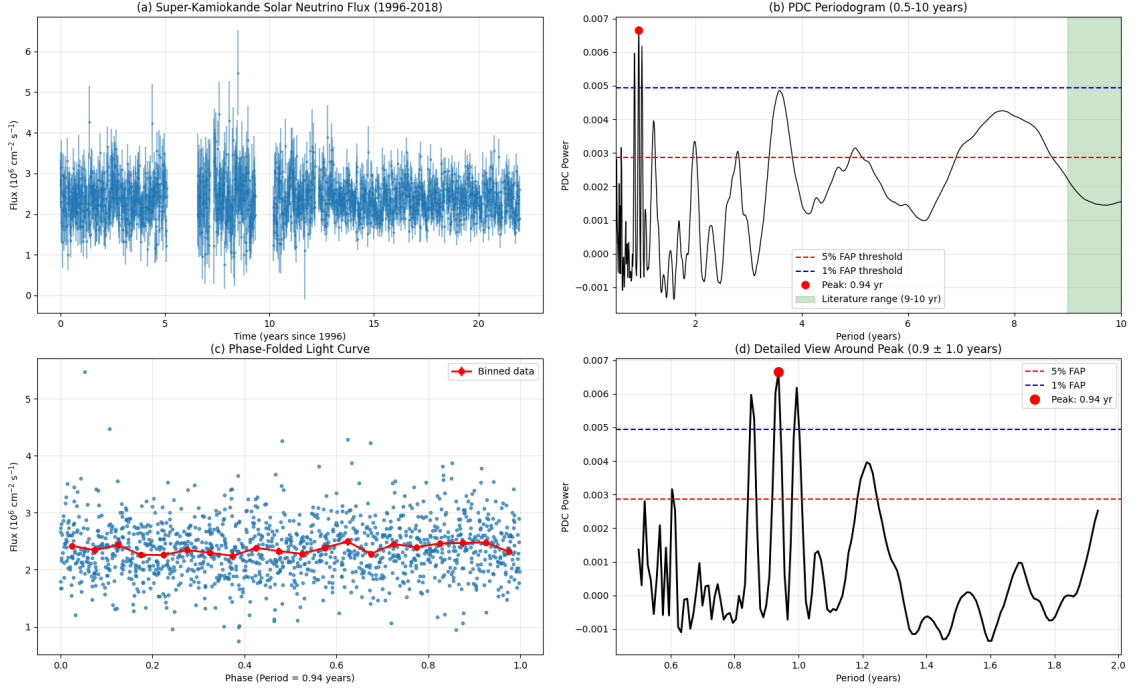 (a) Super-Kamiokande Solar Neutrino Flux (1996-2018)
Flux (10⁶ cm⁻² s⁻¹)
6
5
4
3
2
1
0
0
5
10
15
20
Time (years since 1996)
(b) PDC Periodogram (0.5-10 years)
PDC Power
0.007
0.006
0.005
0.004
0.003
0.002
0.001
0.000
−0.001
5% FAP threshold
1% FAP threshold
Peak: 0.94 yr
Literature range (9-10 yr)
2
4
6
8
10
Period (years)
(c) Phase-Folded Light Curve
Binned data
Flux (10⁶ cm⁻² s⁻¹)
5
4
3
2
1
0.0
0.2
0.4
0.6
0.8
1.0
Phase (Period = 0.94 years)
(d) Detailed View Around Peak (0.9 ± 1.0 years)
5% FAP
1% FAP
Peak: 0.94 yr
PDC Power
0.007
0.006
0.005
0.004
0.003
0.002
0.001
0.000
−0.001
0.6
0.8
1.0
1.2
1.4
1.6
1.8
2.0
Period (years)